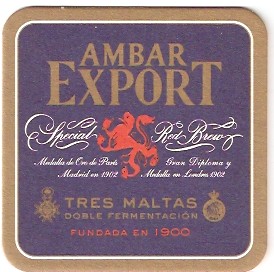 AMBAR
EXPORT
Special Red Brew
Medalla de Oro de París Gran Diploma y
Madrid en 1902 Medalla en Londres 1902
TRES MALTAS
DOBLE FERMENTACIÓN
FUNDADA EN 1900